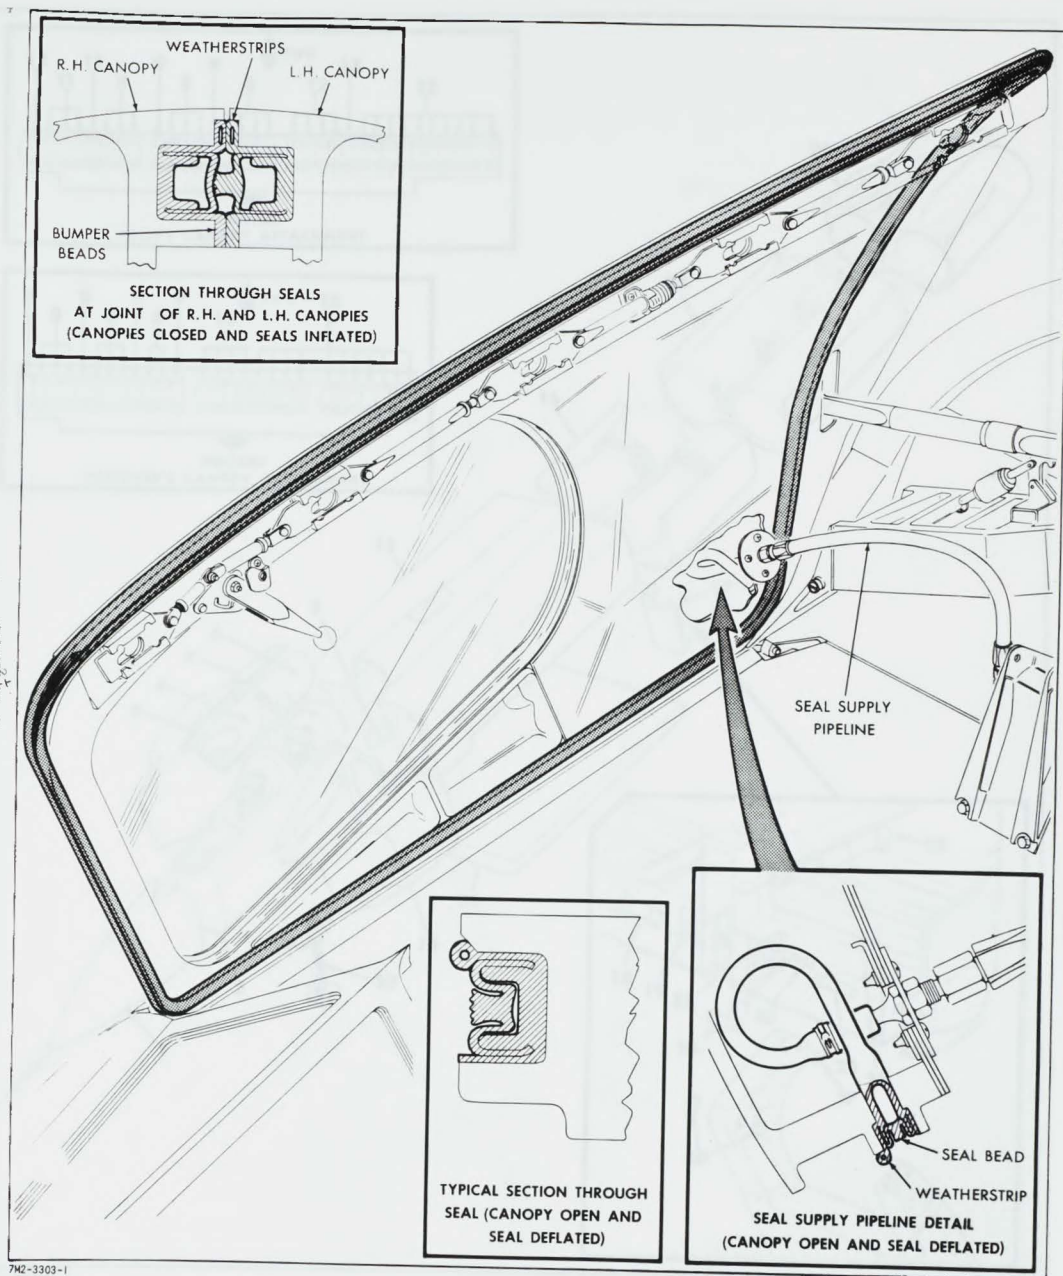 WEATHERSTRIPS
R.H. CANOPY
L.H. CANOPY
BUMPER
BEADS
SECTION THROUGH SEALS
AT JOINT OF R.H. AND L.H. CANOPIES
(CANOPIES CLOSED AND SEALS INFLATED)
SEAL SUPPLY
PIPELINE
TYPICAL SECTION THROUGH
SEAL (CANOPY OPEN AND
SEAL DEFLATED)
SEAL BEAD
WEATHERSTRIP
SEAL SUPPLY PIPELINE DETAIL
(CANOPY OPEN AND SEAL DEFLATED)
7M2-3303-1